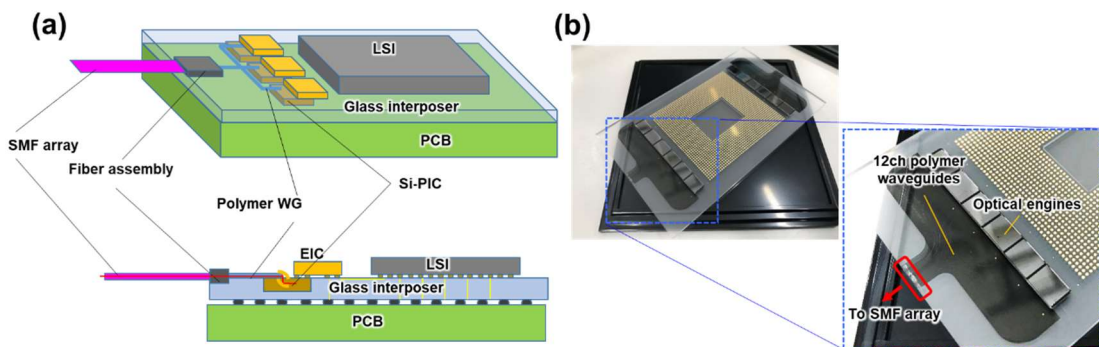 (a)
LSI
Glass interposer
PCB
SMF array
Fiber assembly
Polymer WG
Si-PIC
EIC
LSI
Glass interposer
PCB
(b)
12ch polymer
waveguides
Optical engines
To SMF array